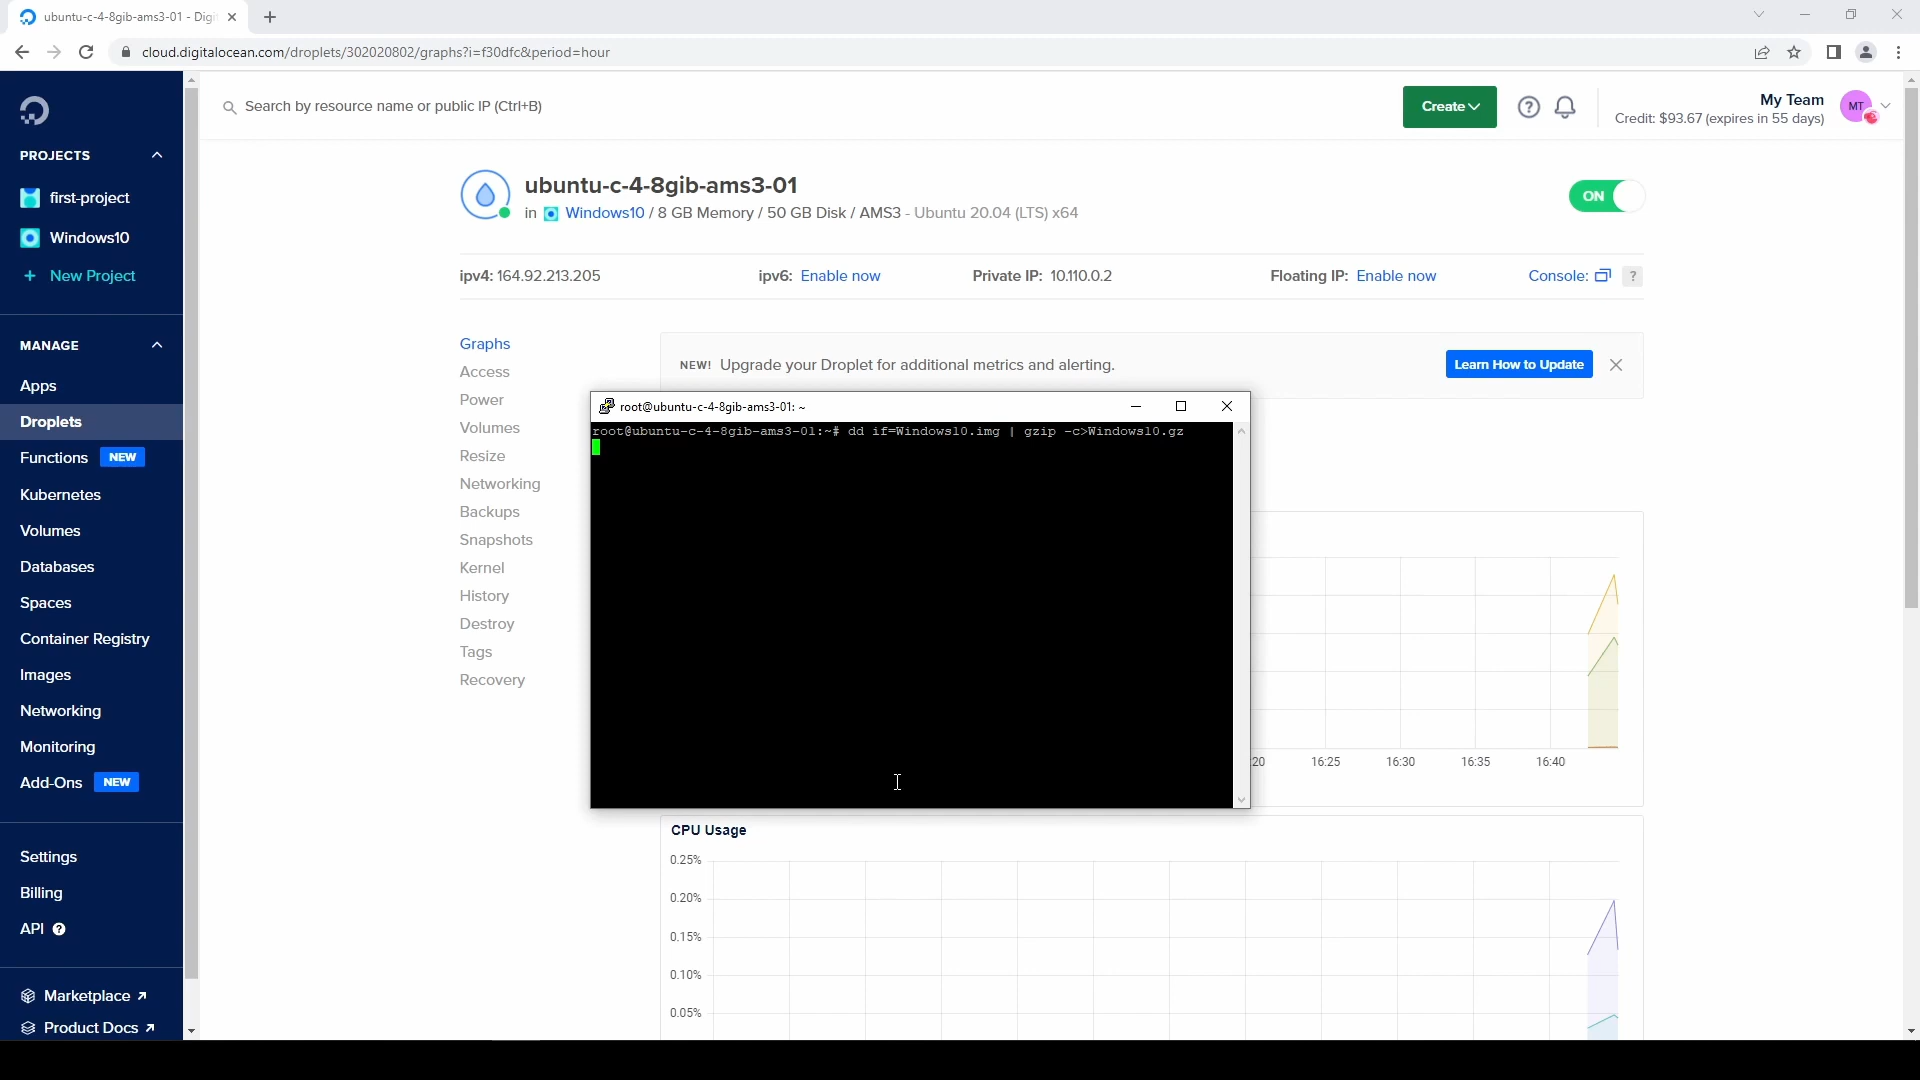 ubuntu-c-4-8gib-ams3-01 - Digi
cloud.digitalocean.com/droplets/302020802/graphs?i=f30dfc&period=hour
Search by resource name or public IP (Ctrl+B)
Create
?
My Team
Credit: $93.67 (expires in 55 days)
MT
PROJECTS
first-project
Windows10
+ New Project
MANAGE
Apps
Droplets
Functions NEW
Kubernetes
Volumes
Databases
Spaces
Container Registry
Images
Networking
Monitoring
Add-Ons NEW
Settings
Billing
API ?
Marketplace
Product Docs
ubuntu-c-4-8gib-ams3-01
in Windows10 / 8 GB Memory / 50 GB Disk / AMS3 - Ubuntu 20.04 (LTS) x64
ON
ipv4: 164.92.213.205 ipv6: Enable now Private IP: 10.110.0.2 Floating IP: Enable now Console: ?
Graphs
Access
Power
Volumes
Resize
Networking
Backups
Snapshots
Kernel
History
Destroy
Tags
Recovery
NEW! Upgrade your Droplet for additional metrics and alerting. Learn How to Update
root@ubuntu-c-4-8gib-ams3-01: ~
root@ubuntu-c-4-8gib-ams3-01:~# dd if=Windows10.img | gzip -c>Windows10.gz
:20 16:25 16:30 16:35 16:40
CPU Usage
0.25%
0.20%
0.15%
0.10%
0.05%